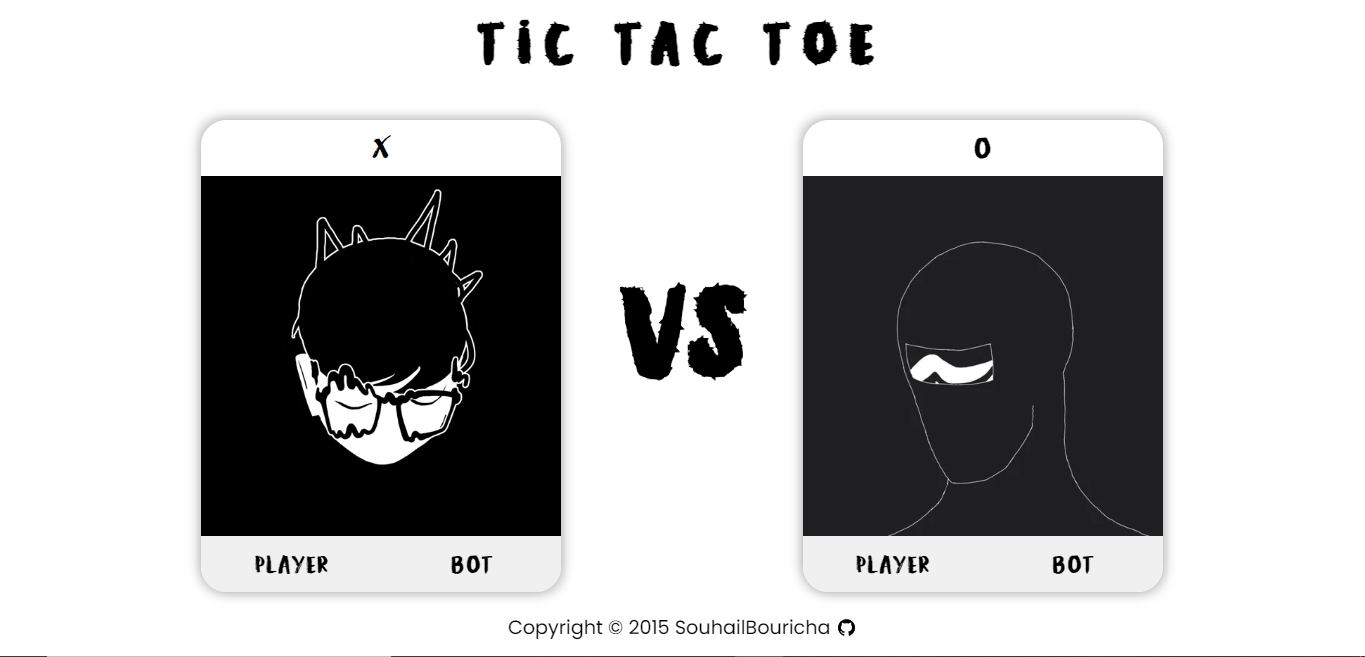 TiC TAC TOE
X
O
VS
PLAYER BOT
PLAYER BOT
Copyright © 2015 SouhailBouricha